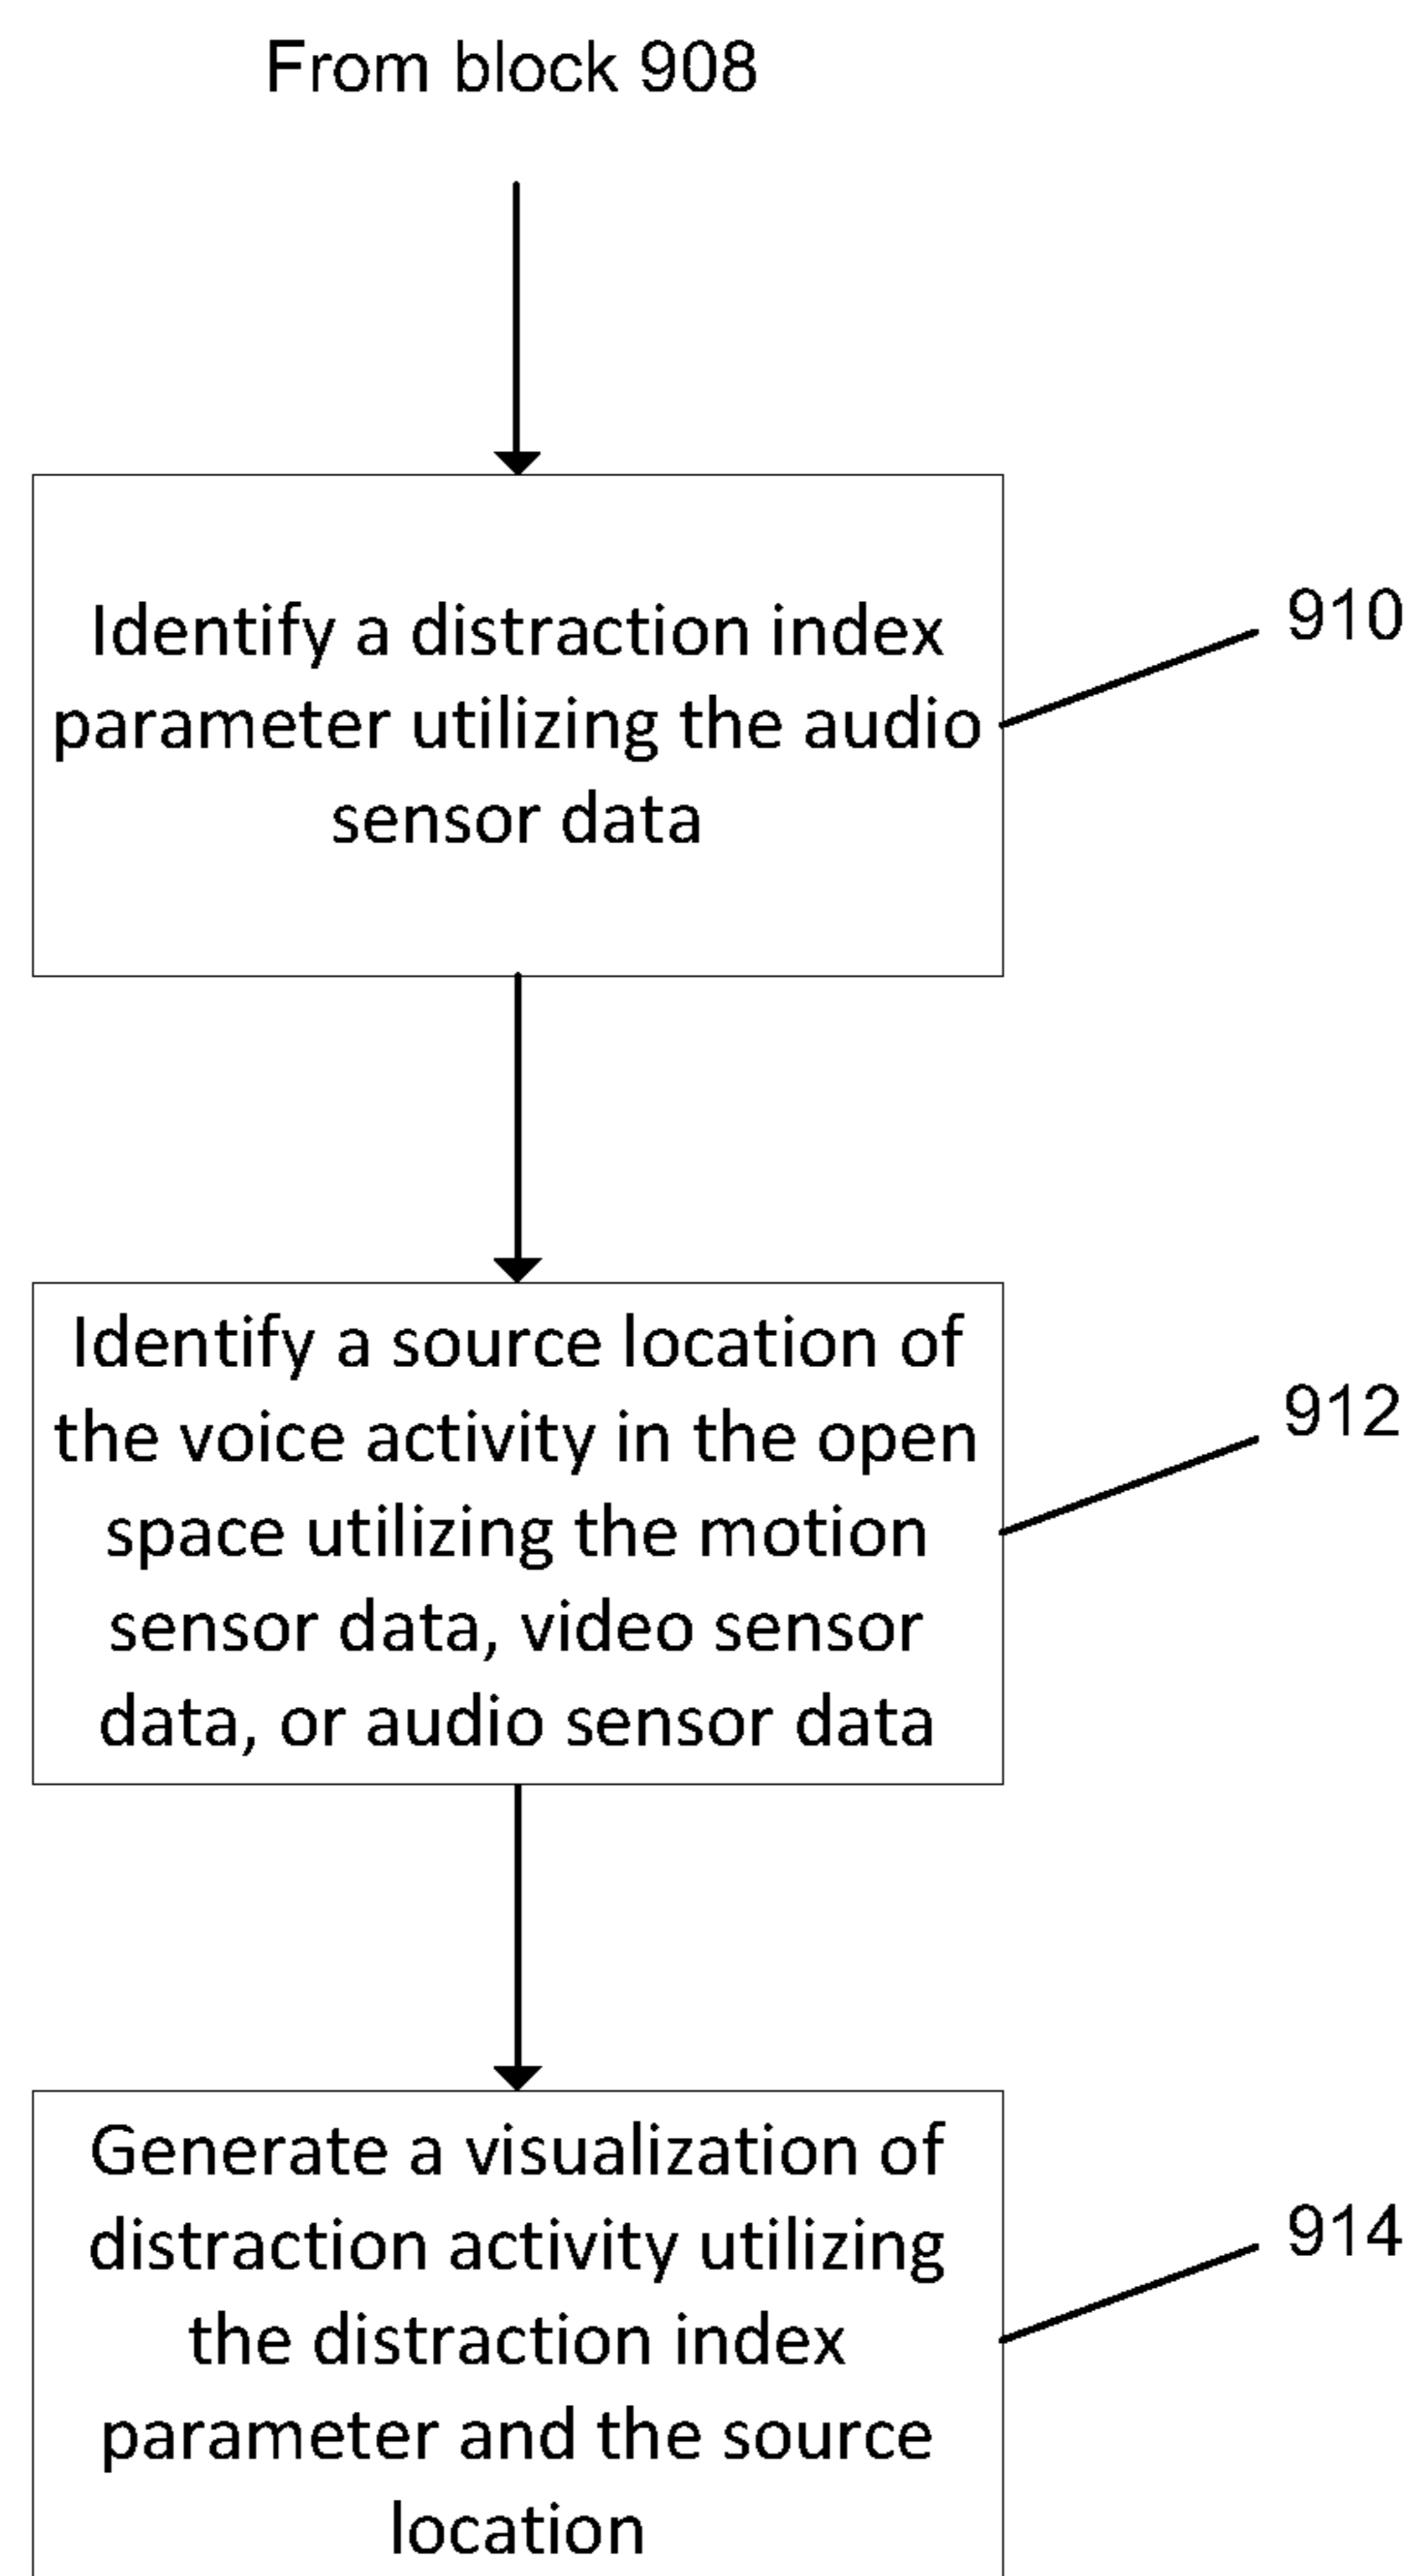 From block 908
Identify a distraction index
parameter utilizing the audio
sensor data
910
Identify a source location of
the voice activity in the open
space utilizing the motion
sensor data, video sensor
data, or audio sensor data
912
Generate a visualization of
distraction activity utilizing
the distraction index
parameter and the source
location
914